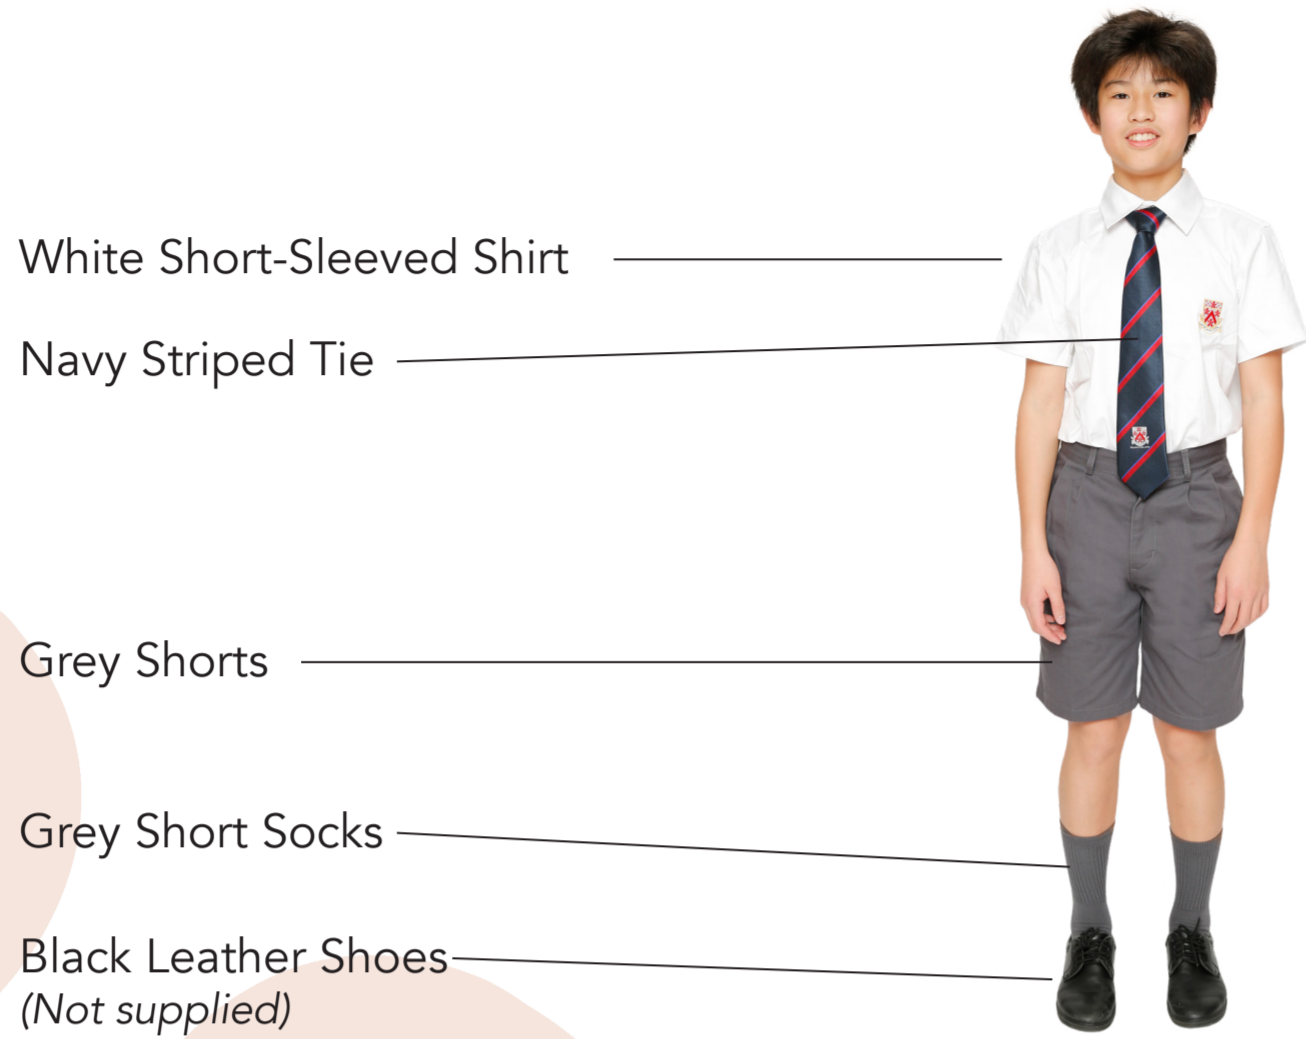 White Short-Sleeved Shirt
Navy Striped Tie
Grey Shorts
Grey Short Socks
Black Leather Shoes
(Not supplied)